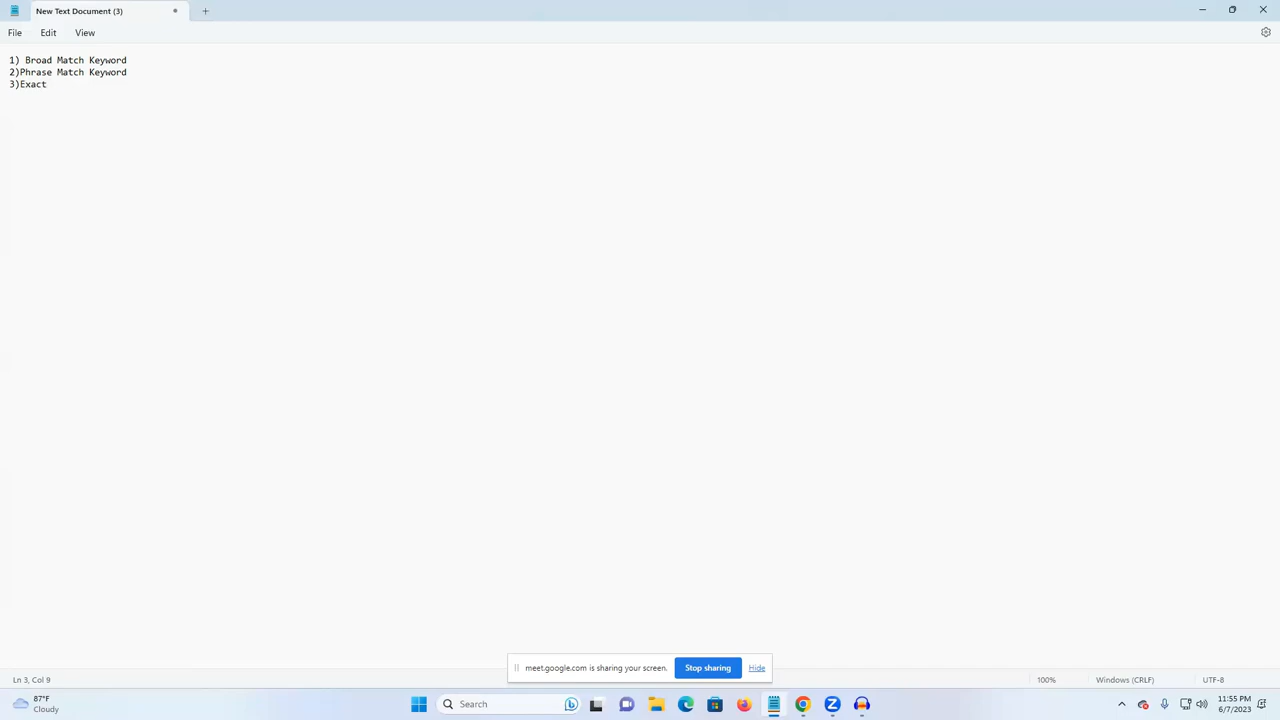 New Text Document (3)
File Edit View
1) Broad Match Keyword
2)Phrase Match Keyword
3)Exact
meet.google.com is sharing your screen. Stop sharing Hide
Ln 3, Col 9 100% Windows (CRLF) UTF-8
87°F
Cloudy
Search
11:55 PM
6/7/2023